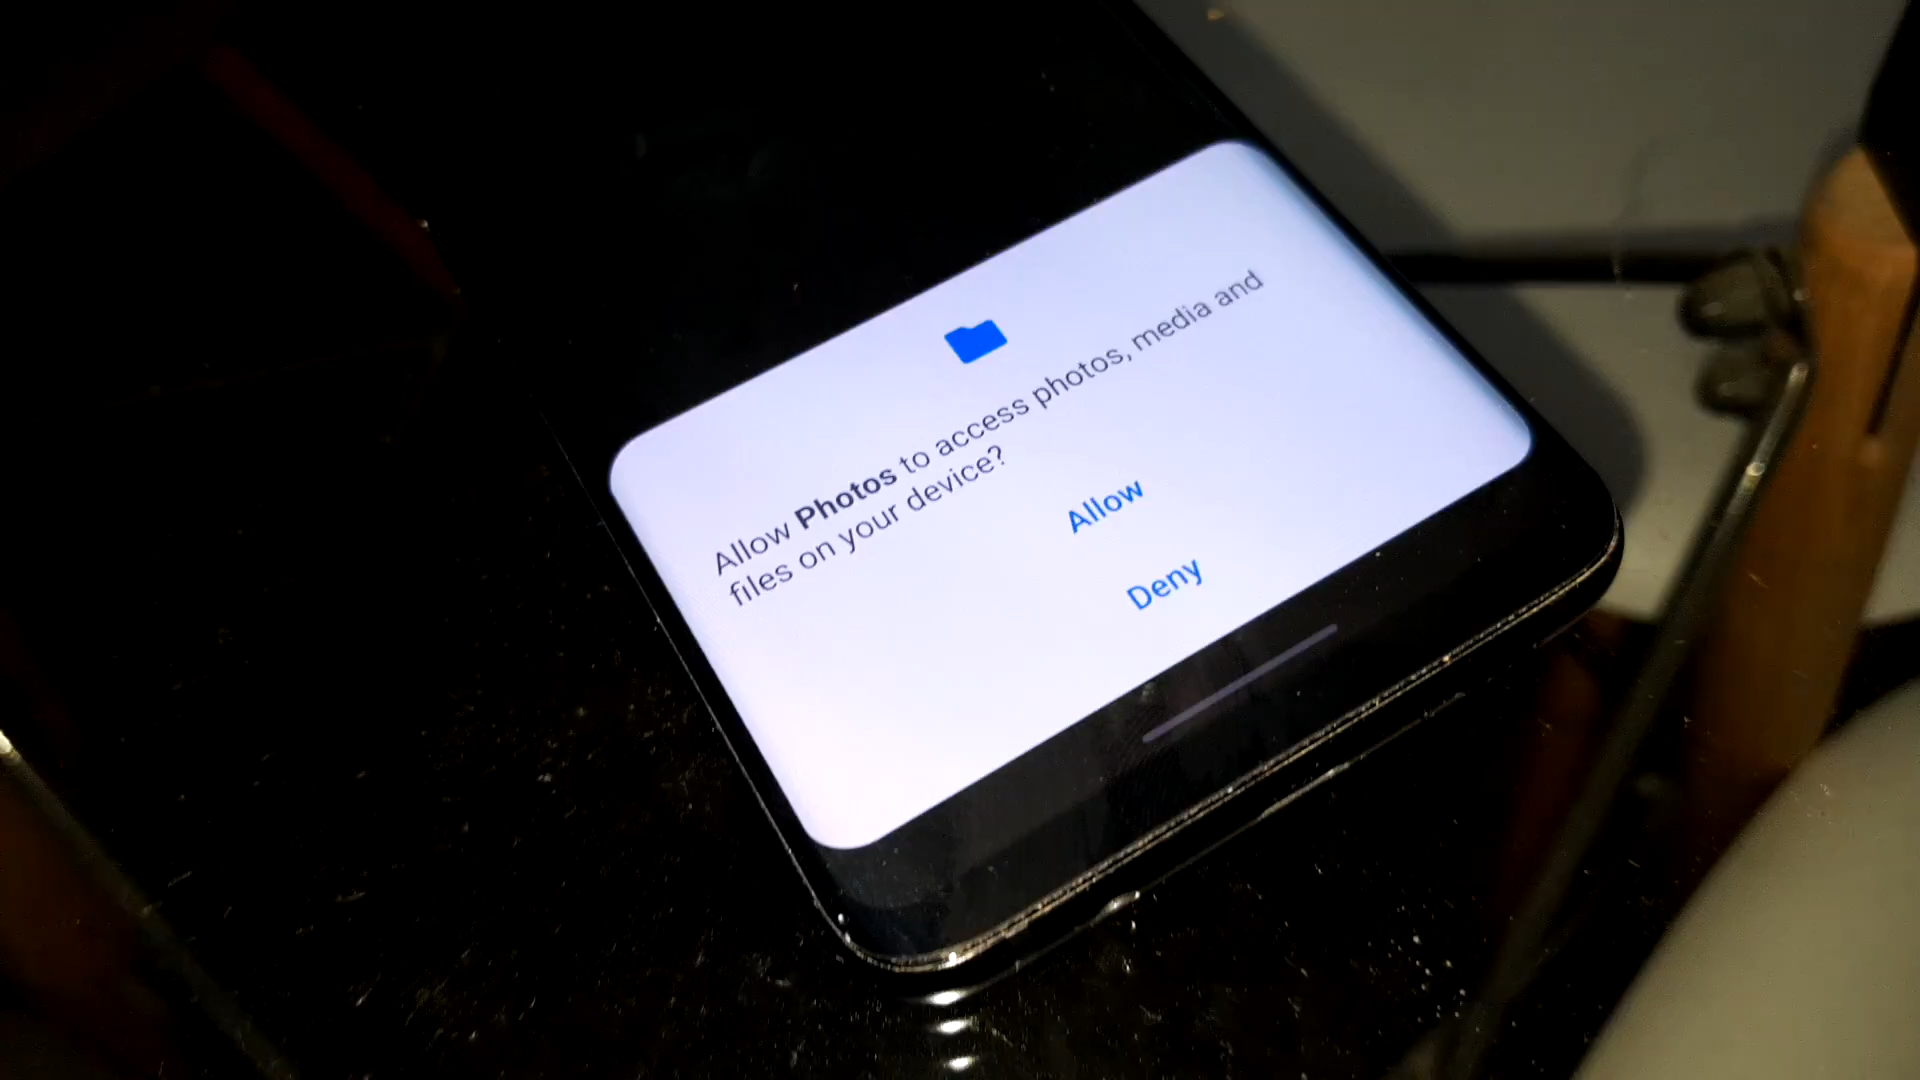 Allow Photos to access photos, media and
files on your device?
Allow
Deny